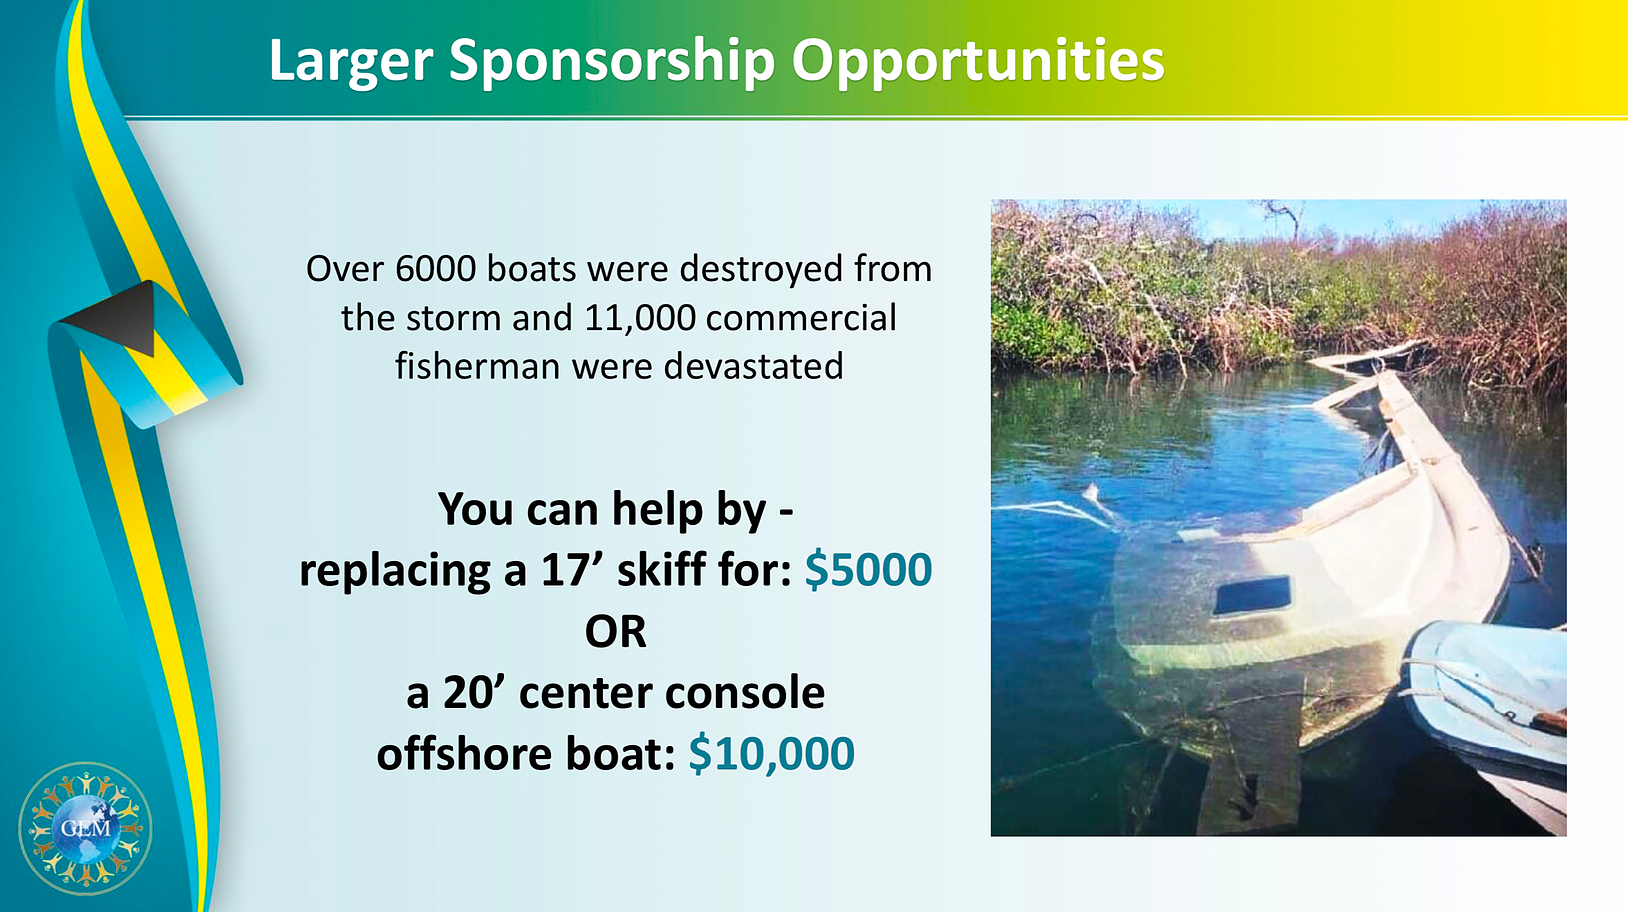 Larger Sponsorship Opportunities
Over 6000 boats were destroyed from
the storm and 11,000 commercial
fisherman were devastated
You can help by -
replacing a 17’ skiff for: $5000
OR
a 20’ center console
offshore boat: $10,000
GEM